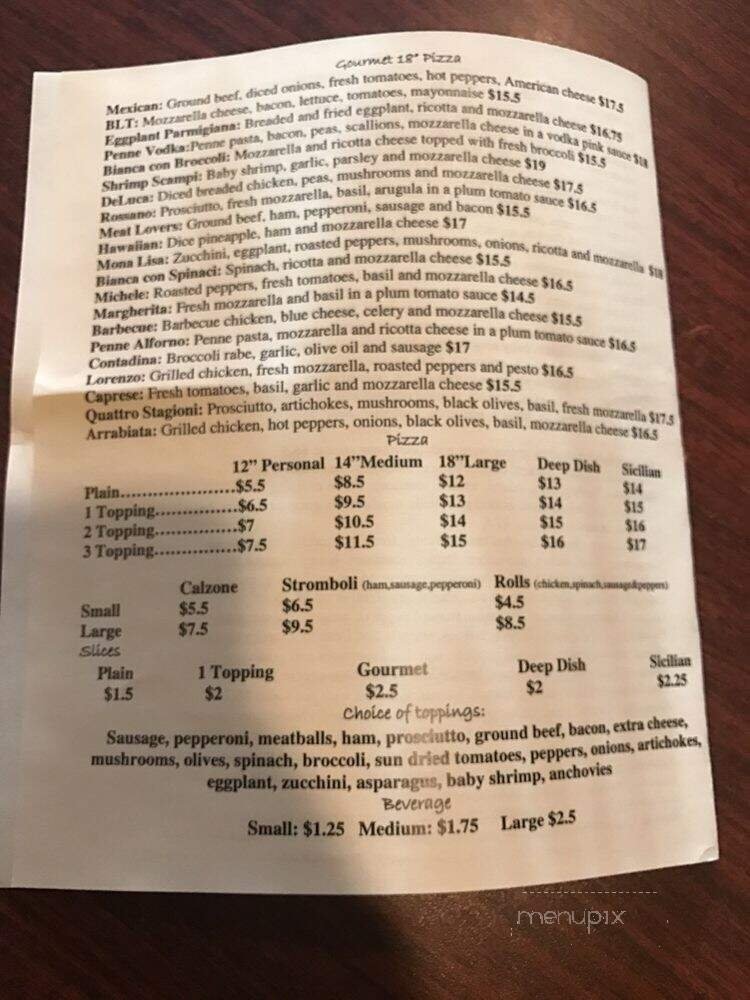 Gourmet 18" Pizza
Mexican: Ground beef, diced onions, fresh tomatoes, hot peppers, American cheese $17.5
BLT: Mozzarella cheese, bacon, lettuce, tomatoes, mayonnaise $15.5
Eggplant Parmigiana: Breaded and fried eggplant, ricotta and mozzarella cheese $16.75
Penne Vodka:Penne pasta, bacon, peas, scallions, mozzarella cheese in a vodka pink sauce $18
Bianca con Broccoli: Mozzarella and ricotta cheese topped with fresh broccoli $15.5
Shrimp Scampi: Baby shrimp, garlic, parsley and mozzarella cheese $19
DeLuca: Diced breaded chicken, peas, mushrooms and mozzarella cheese $17.5
Rossano: Prosciutto, fresh mozzarella, basil, arugula in a plum tomato sauce $16.5
Meat Lovers: Ground beef, ham, pepperoni, sausage and bacon $15.5
Hawaiian: Dice pineapple, ham and mozzarella cheese $17
Mona Lisa: Zucchini, eggplant, roasted peppers, mushrooms, onions, ricotta and mozzarella $18
Bianca con Spinaci: Spinach, ricotta and mozzarella cheese $15.5
Michele: Roasted peppers, fresh tomatoes, basil and mozzarella cheese $16.5
Margherita: Fresh mozzarella and basil in a plum tomato sauce $14.5
Barbecue: Barbecue chicken, blue cheese, celery and mozzarella cheese $15.5
Penne Alforno: Penne pasta, mozzarella and ricotta cheese in a plum tomato sauce $16.5
Contadina: Broccoli rabe, garlic, olive oil and sausage $17
Lorenzo: Grilled chicken, fresh mozzarella, roasted peppers and pesto $16.5
Caprese: Fresh tomatoes, basil, garlic and mozzarella cheese $15.5
Quattro Stagioni: Prosciutto, artichokes, mushrooms, black olives, basil, fresh mozzarella $17.5
Arrabiata: Grilled chicken, hot peppers, onions, black olives, basil, mozzarella cheese $16.5
Pizza
12" Personal 14"Medium 18"Large Deep Dish Sicilian
Plain......................$5.5 $8.5 $12 $13 $14
1 Topping................$6.5 $9.5 $13 $14 $15
2 Topping................$7 $10.5 $14 $15 $16
3 Topping................$7.5 $11.5 $15 $16 $17
Calzone Stromboli (ham,sausage,pepperoni) Rolls (chicken,spinach,sausage&peppers)
Small $5.5 $6.5 $4.5
Large $7.5 $9.5 $8.5
Slices
Plain 1 Topping Gourmet Deep Dish Sicilian
$1.5 $2 $2.5 $2 $2.25
Choice of toppings:
Sausage, pepperoni, meatballs, ham, prosciutto, ground beef, bacon, extra cheese,
mushrooms, olives, spinach, broccoli, sun dried tomatoes, peppers, onions, artichokes,
eggplant, zucchini, asparagus, baby shrimp, anchovies
Beverage
Small: $1.25 Medium: $1.75 Large $2.5
menupix